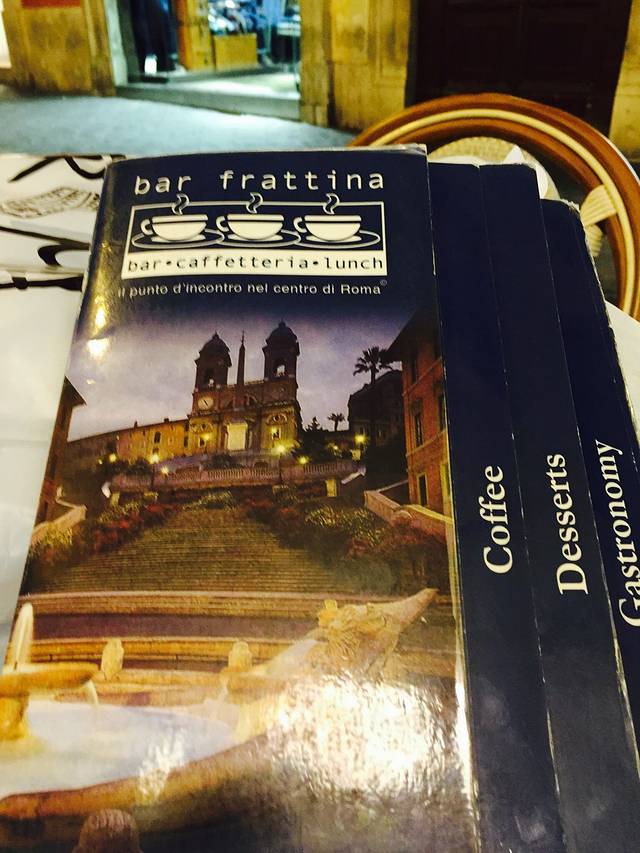 bar frattina
bar•caffetteria•lunch
il punto d'incontro nel centro di Roma©
Coffee
Desserts
Gastronomy